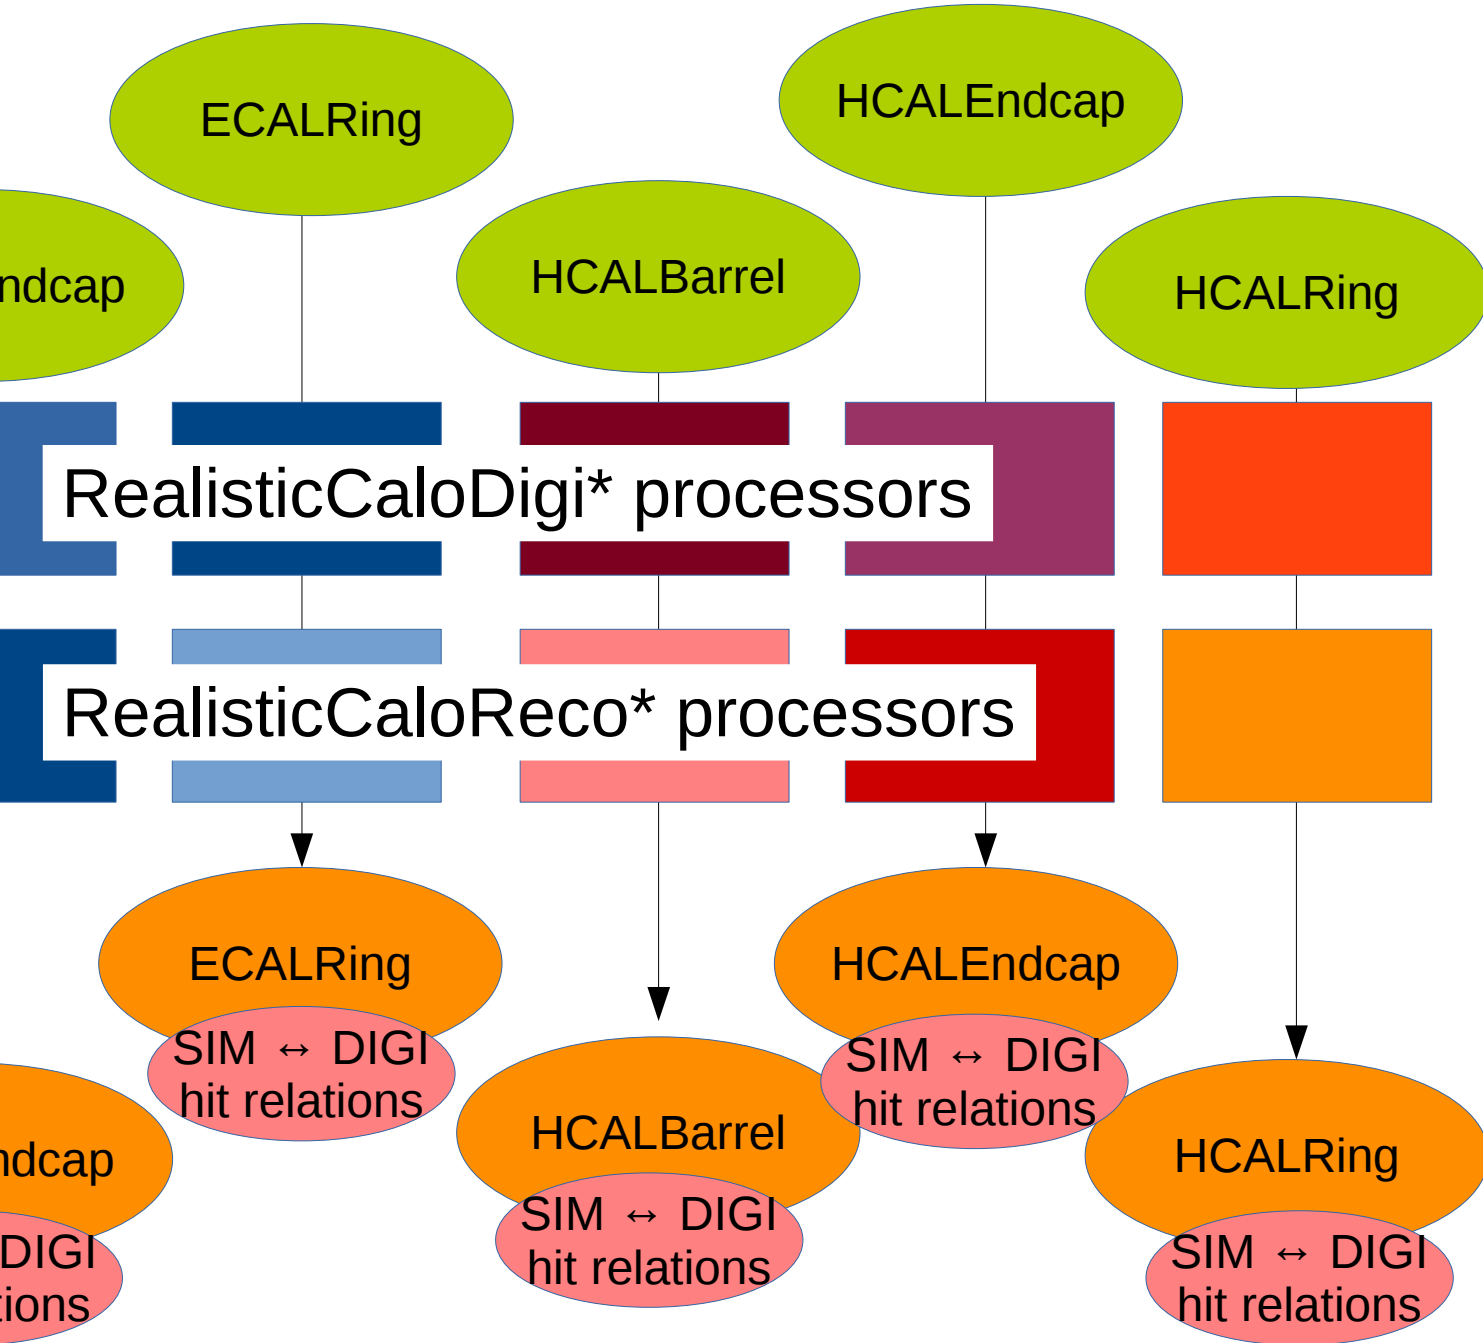 ECALRing
HCALEndcap
ndcap
HCALBarrel
HCALRing
RealisticCaloDigi* processors
RealisticCaloReco* processors
ECALRing
SIM ↔ DIGI
hit relations
HCALEndcap
SIM ↔ DIGI
hit relations
ndcap
DIGI
tions
HCALBarrel
SIM ↔ DIGI
hit relations
HCALRing
SIM ↔ DIGI
hit relations